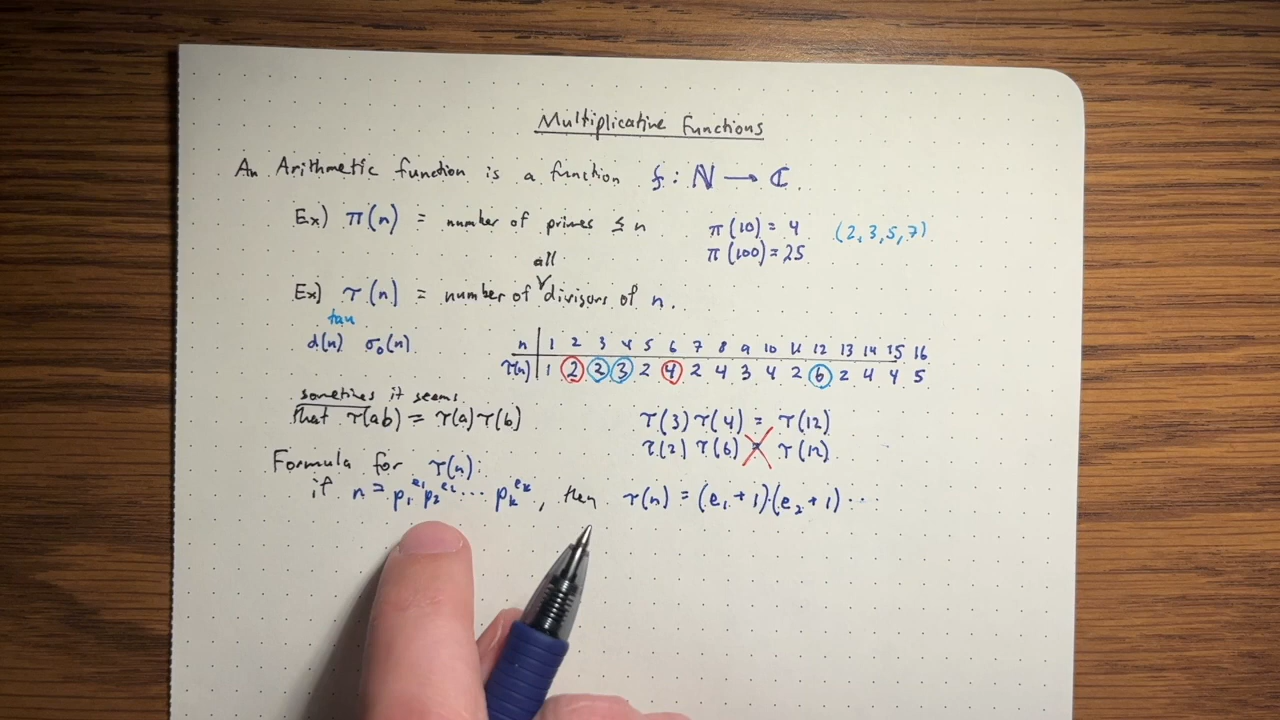 Multiplicative Functions
An Arithmetic function is a function f : ℕ → ℂ.
Ex) π(n) = number of primes ≤ n π(10) = 4 (2,3,5,7)
π(100) = 25
all
Ex) τ(n) = number of divisors of n.
tau
d(n) σ₀(n)
n 1 2 3 4 5 6 7 8 9 10 11 12 13 14 15 16
τ(n) 1 2 2 3 2 4 2 4 3 4 2 6 2 4 4 5
sometimes it seems
that τ(ab) = τ(a)τ(b) τ(3)τ(4) = τ(12)
τ(2)τ(6) = τ(12)
Formula for τ(n):
if n = p₁^e₁ p₂^e₂ ⋯ pₖ^eₖ, then τ(n) = (e₁+1)·(e₂+1)⋯